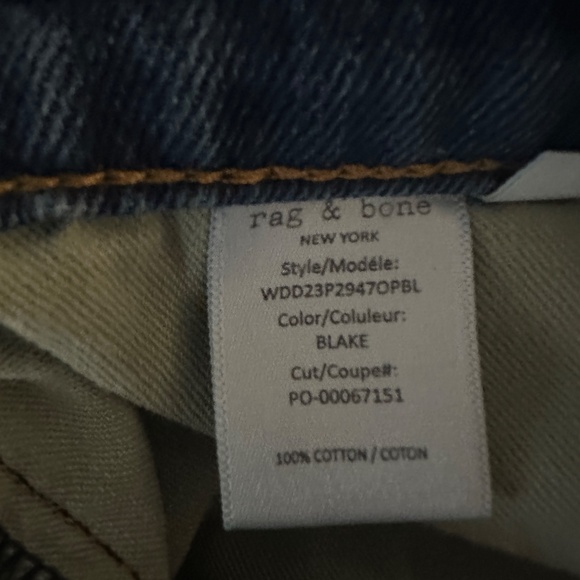 rag & bone
NEW YORK
Style/Modéle:
WDD23P2947OPBL
Color/Coluleur:
BLAKE
Cut/Coupe#:
PO-00067151
100% COTTON / COTON